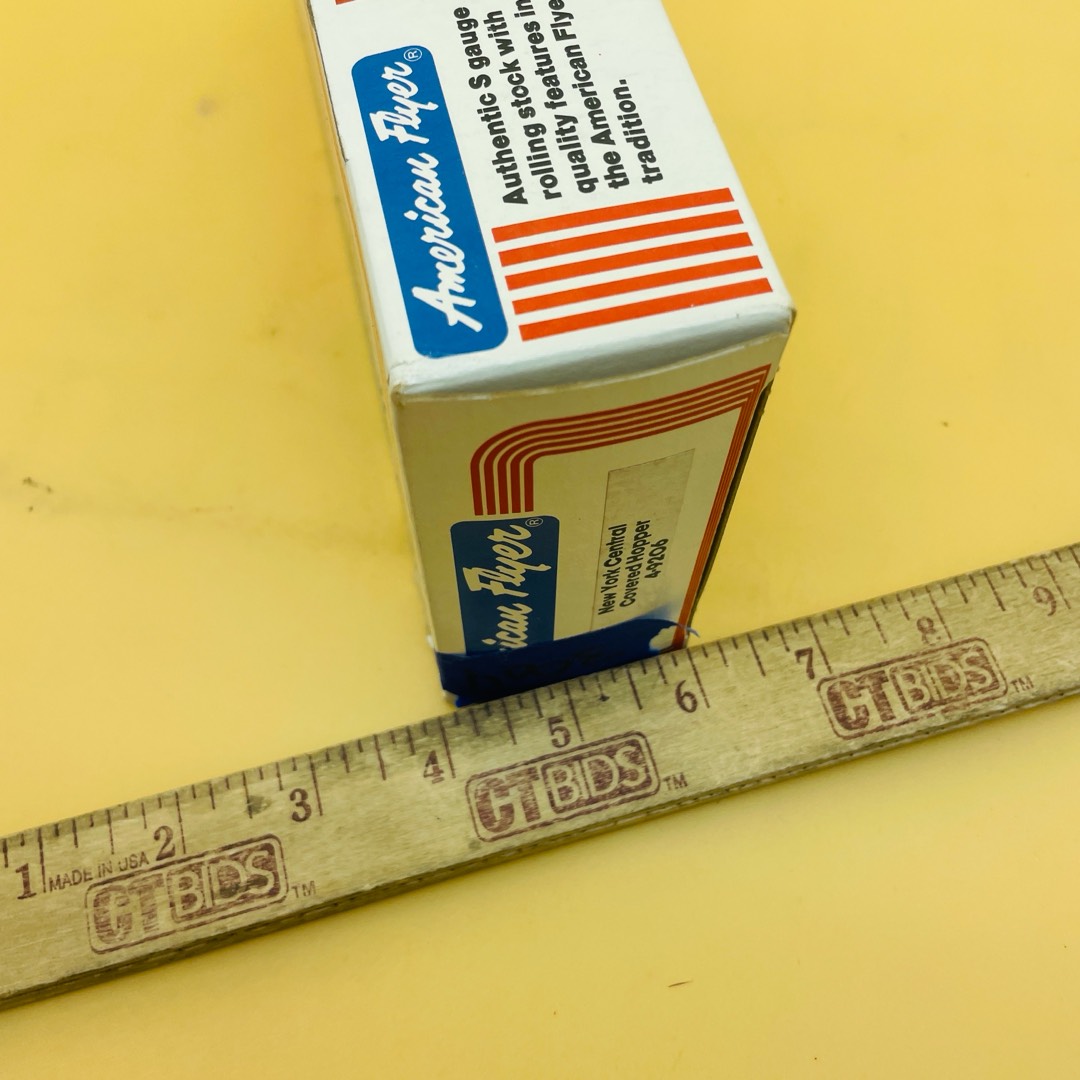 American Flyer®
Authentic S gauge
rolling stock with
features in
quality
the American
tradition.
American Flyer®
New York Central
Covered Hopper
4-9206
1 2 3 4 5 6 7 8 9
MADE IN USA
CTBIDS™
CTBIDS™
CTBIDS™